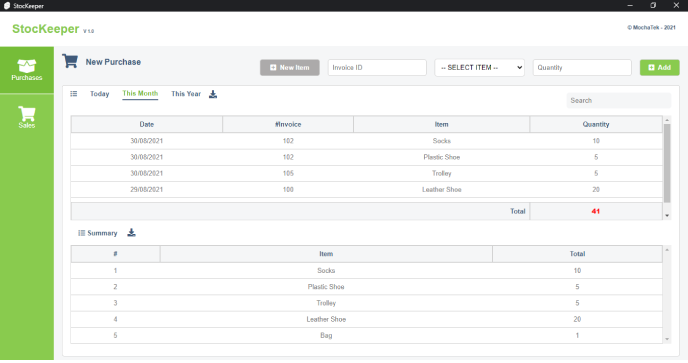 StocKeeper
StocKeeper V 1.0
© MochaTek - 2021
Purchases
Sales
New Purchase
New Item
Invoice ID
-- SELECT ITEM --
Quantity
Add
Today This Month This Year
Search
Date #Invoice Item Quantity
30/08/2021 102 Socks 10
30/08/2021 102 Plastic Shoe 5
30/08/2021 105 Trolley 5
29/08/2021 100 Leather Shoe 20
Total 41
Summary
# Item Total
1 Socks 10
2 Plastic Shoe 5
3 Trolley 5
4 Leather Shoe 20
5 Bag 1